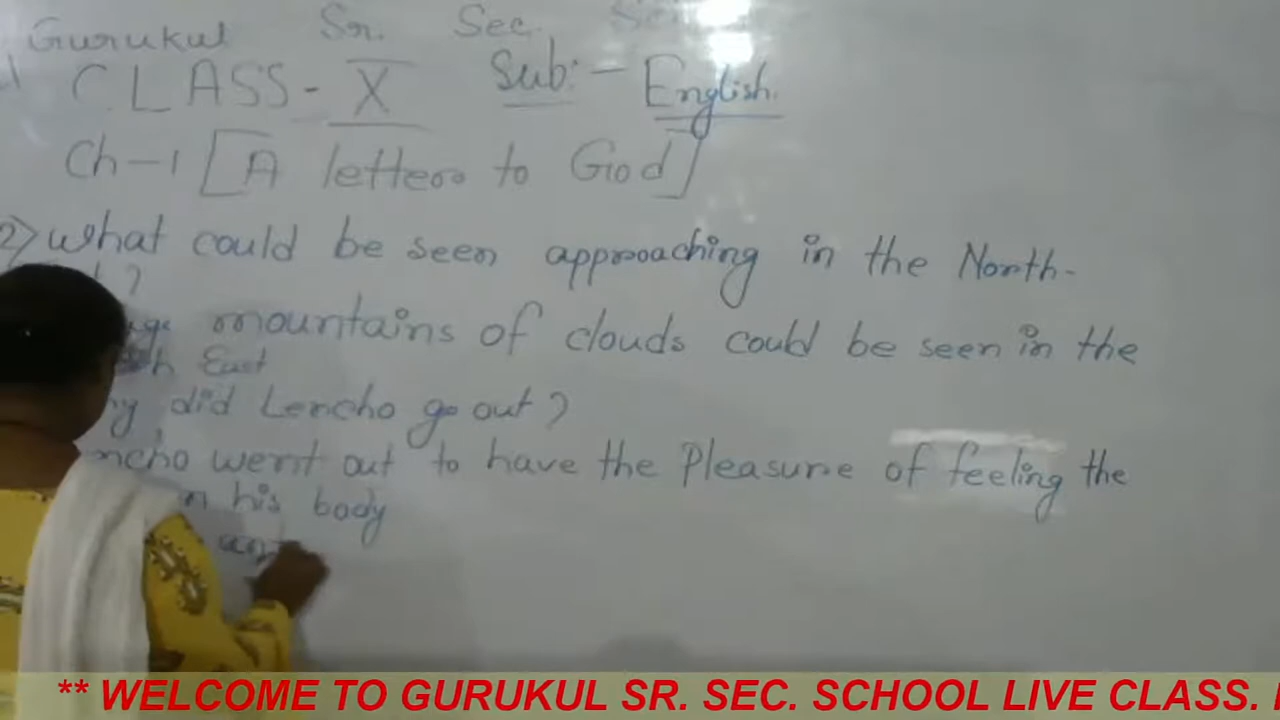 Gurukul Sr. Sec.
CLASS - X Sub:- English.
Ch-1 [A letter to God]
2) What could be seen approaching in the North-
?
mountains of clouds could be seen in the
East
did Lencho go out?
went out to have the Pleasure of feeling the
his body
** WELCOME TO GURUKUL SR. SEC. SCHOOL LIVE CLASS.